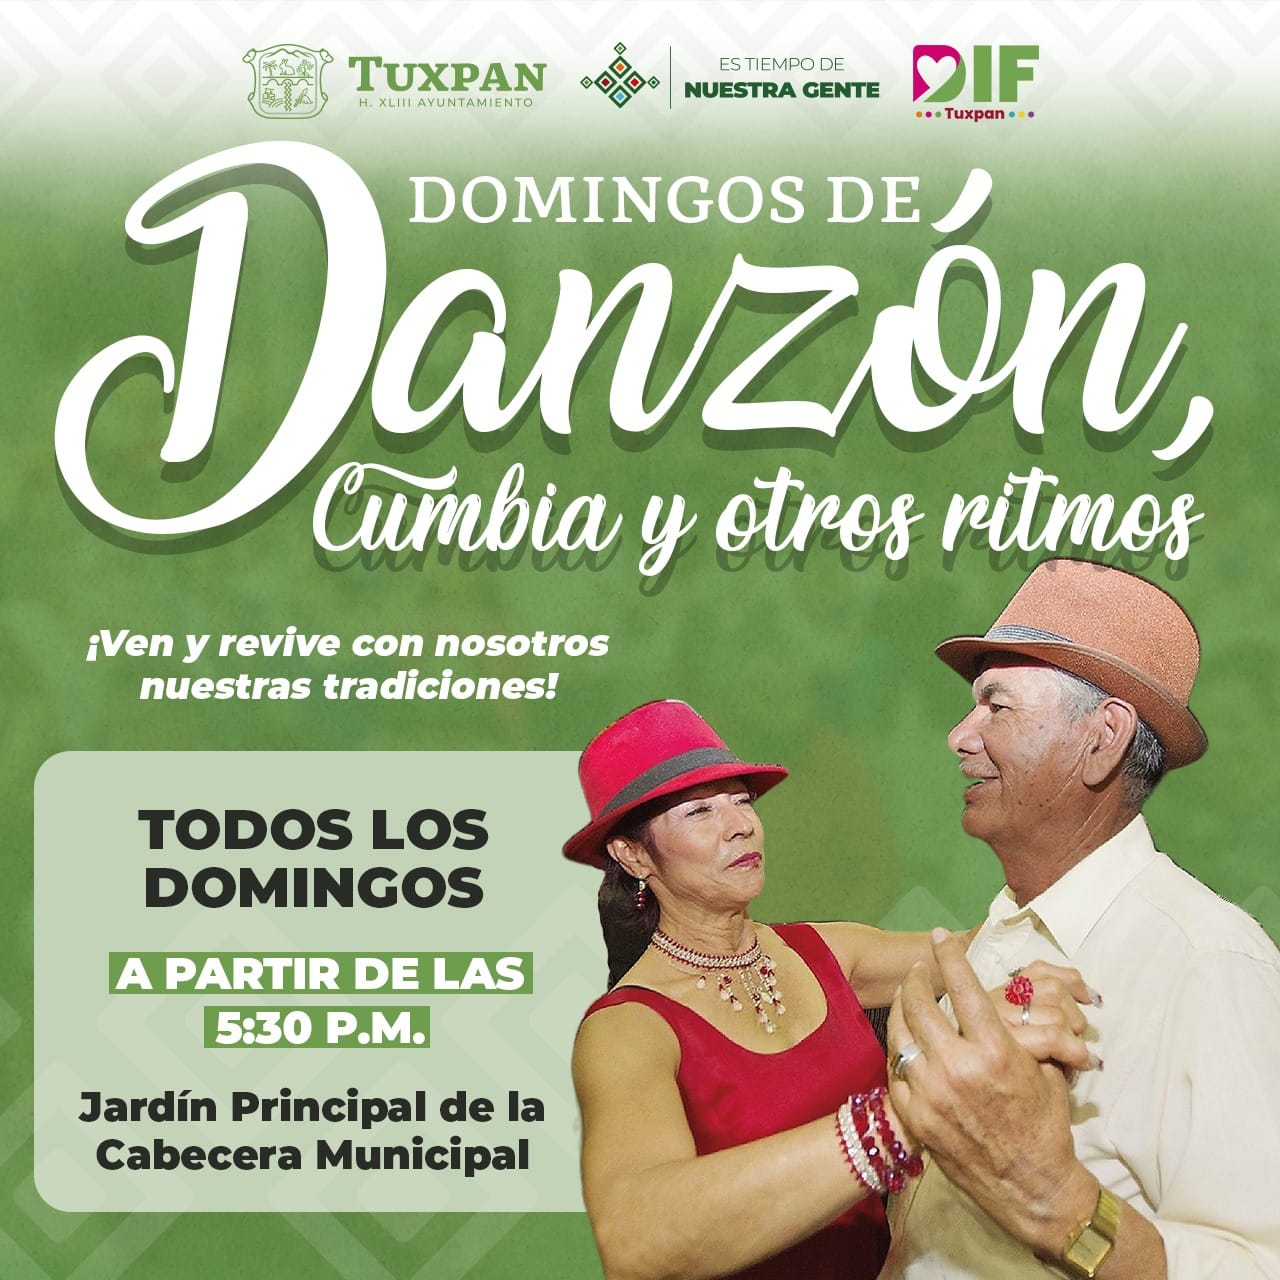 TUXPAN
H. XLIII AYUNTAMIENTO
ES TIEMPO DE
NUESTRA GENTE
DIF
Tuxpan
DOMINGOS DE
Danzón,
Cumbia y otros ritmos
¡Ven y revive con nosotros
nuestras tradiciones!
TODOS LOS
DOMINGOS
A PARTIR DE LAS
5:30 P.M.
Jardín Principal de la
Cabecera Municipal